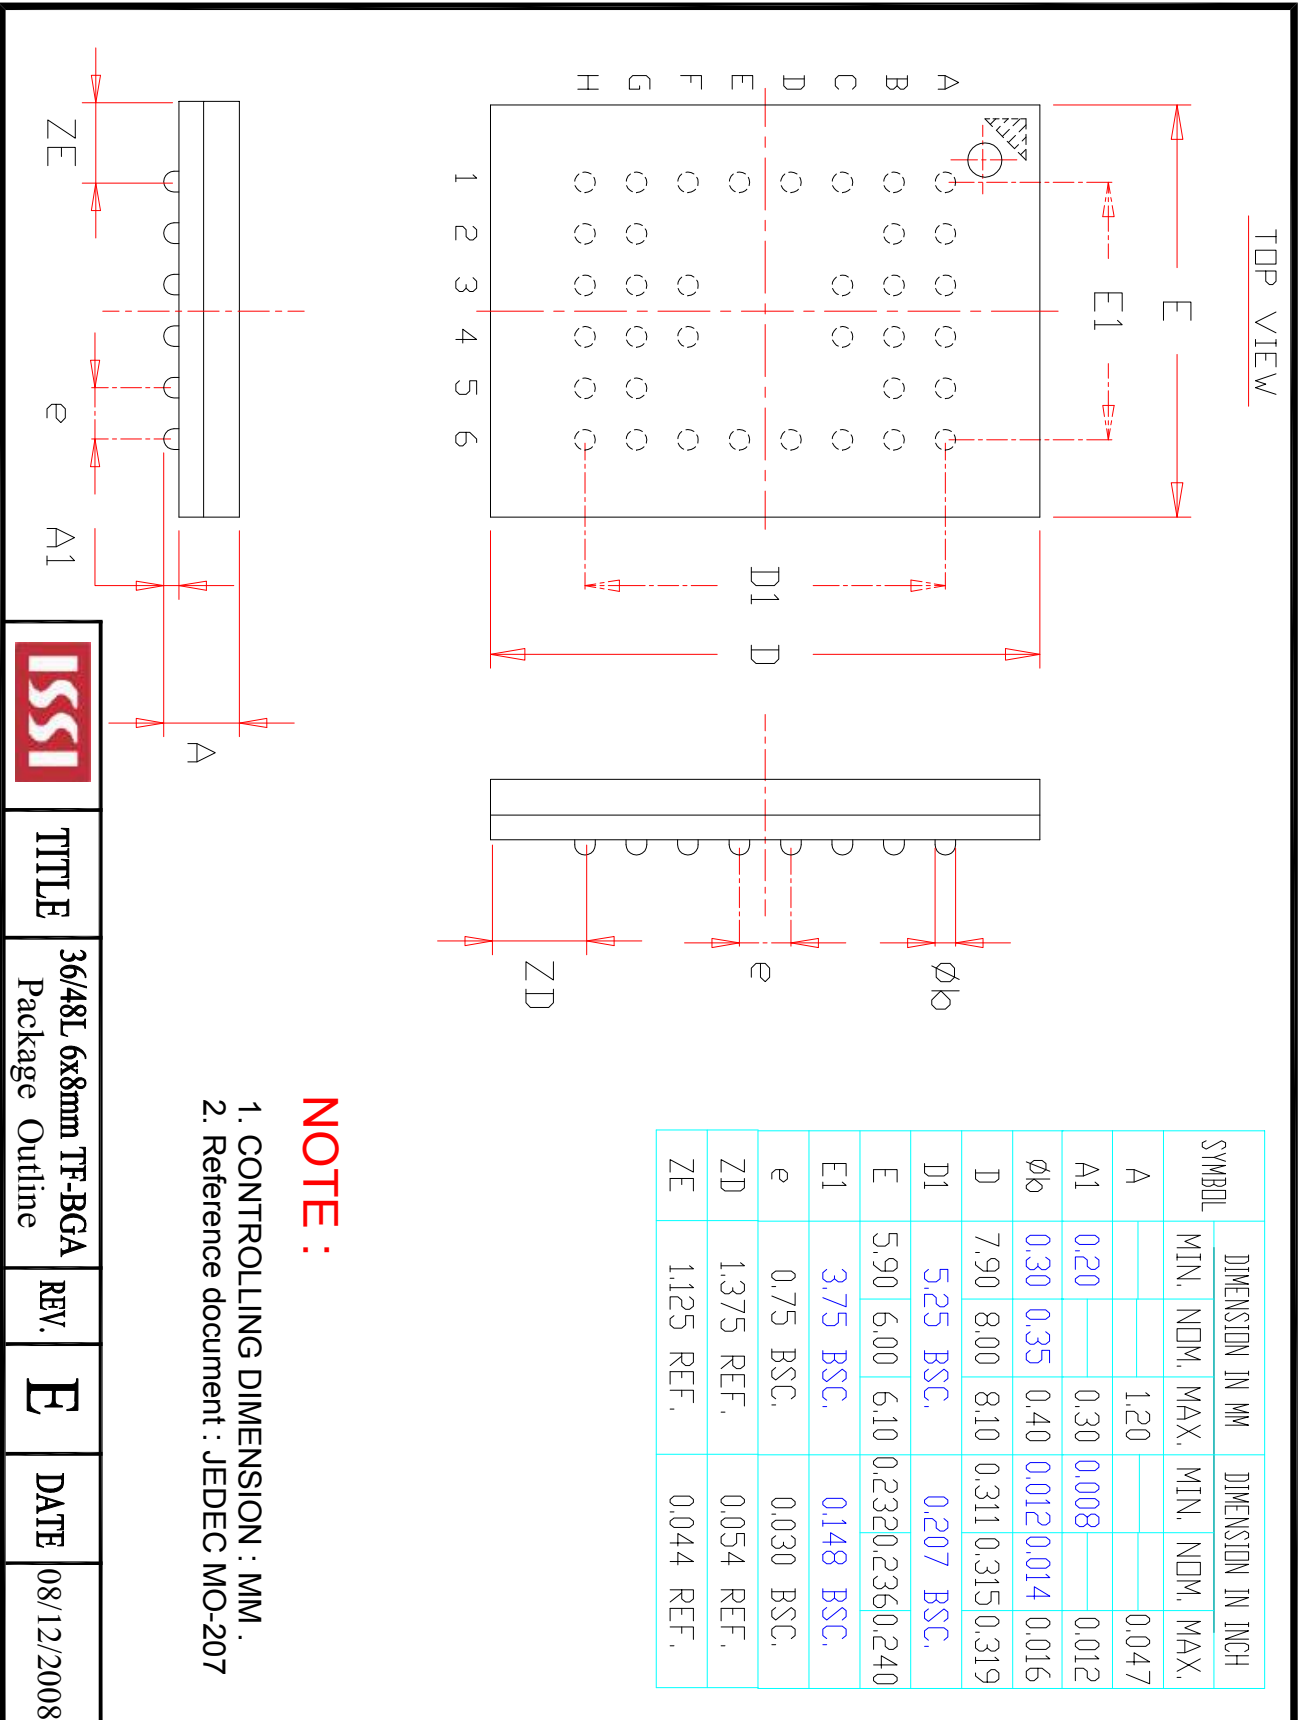 TOP VIEW
E
E1
A B C D E F G H
1 2 3 4 5 6
D1
D
ZE
e
A1
A
Øb
e
ZD
SYMBOL DIMENSION IN MM DIMENSION IN INCH
MIN. NOM. MAX. MIN. NOM. MAX.
A 1.20 0.047
A1 0.20 0.30 0.008 0.012
Øb 0.30 0.35 0.40 0.012 0.014 0.016
D 7.90 8.00 8.10 0.311 0.315 0.319
D1 5.25 BSC. 0.207 BSC.
E 5.90 6.00 6.10 0.232 0.236 0.240
E1 3.75 BSC. 0.148 BSC.
e 0.75 BSC. 0.030 BSC.
ZD 1.375 REF. 0.054 REF.
ZE 1.125 REF. 0.044 REF.
NOTE :
1. CONTROLLING DIMENSION : MM .
2. Reference document : JEDEC MO-207
ISSI
TITLE
36/48L 6x8mm TF-BGA
Package Outline
REV.
E
DATE
08/12/2008